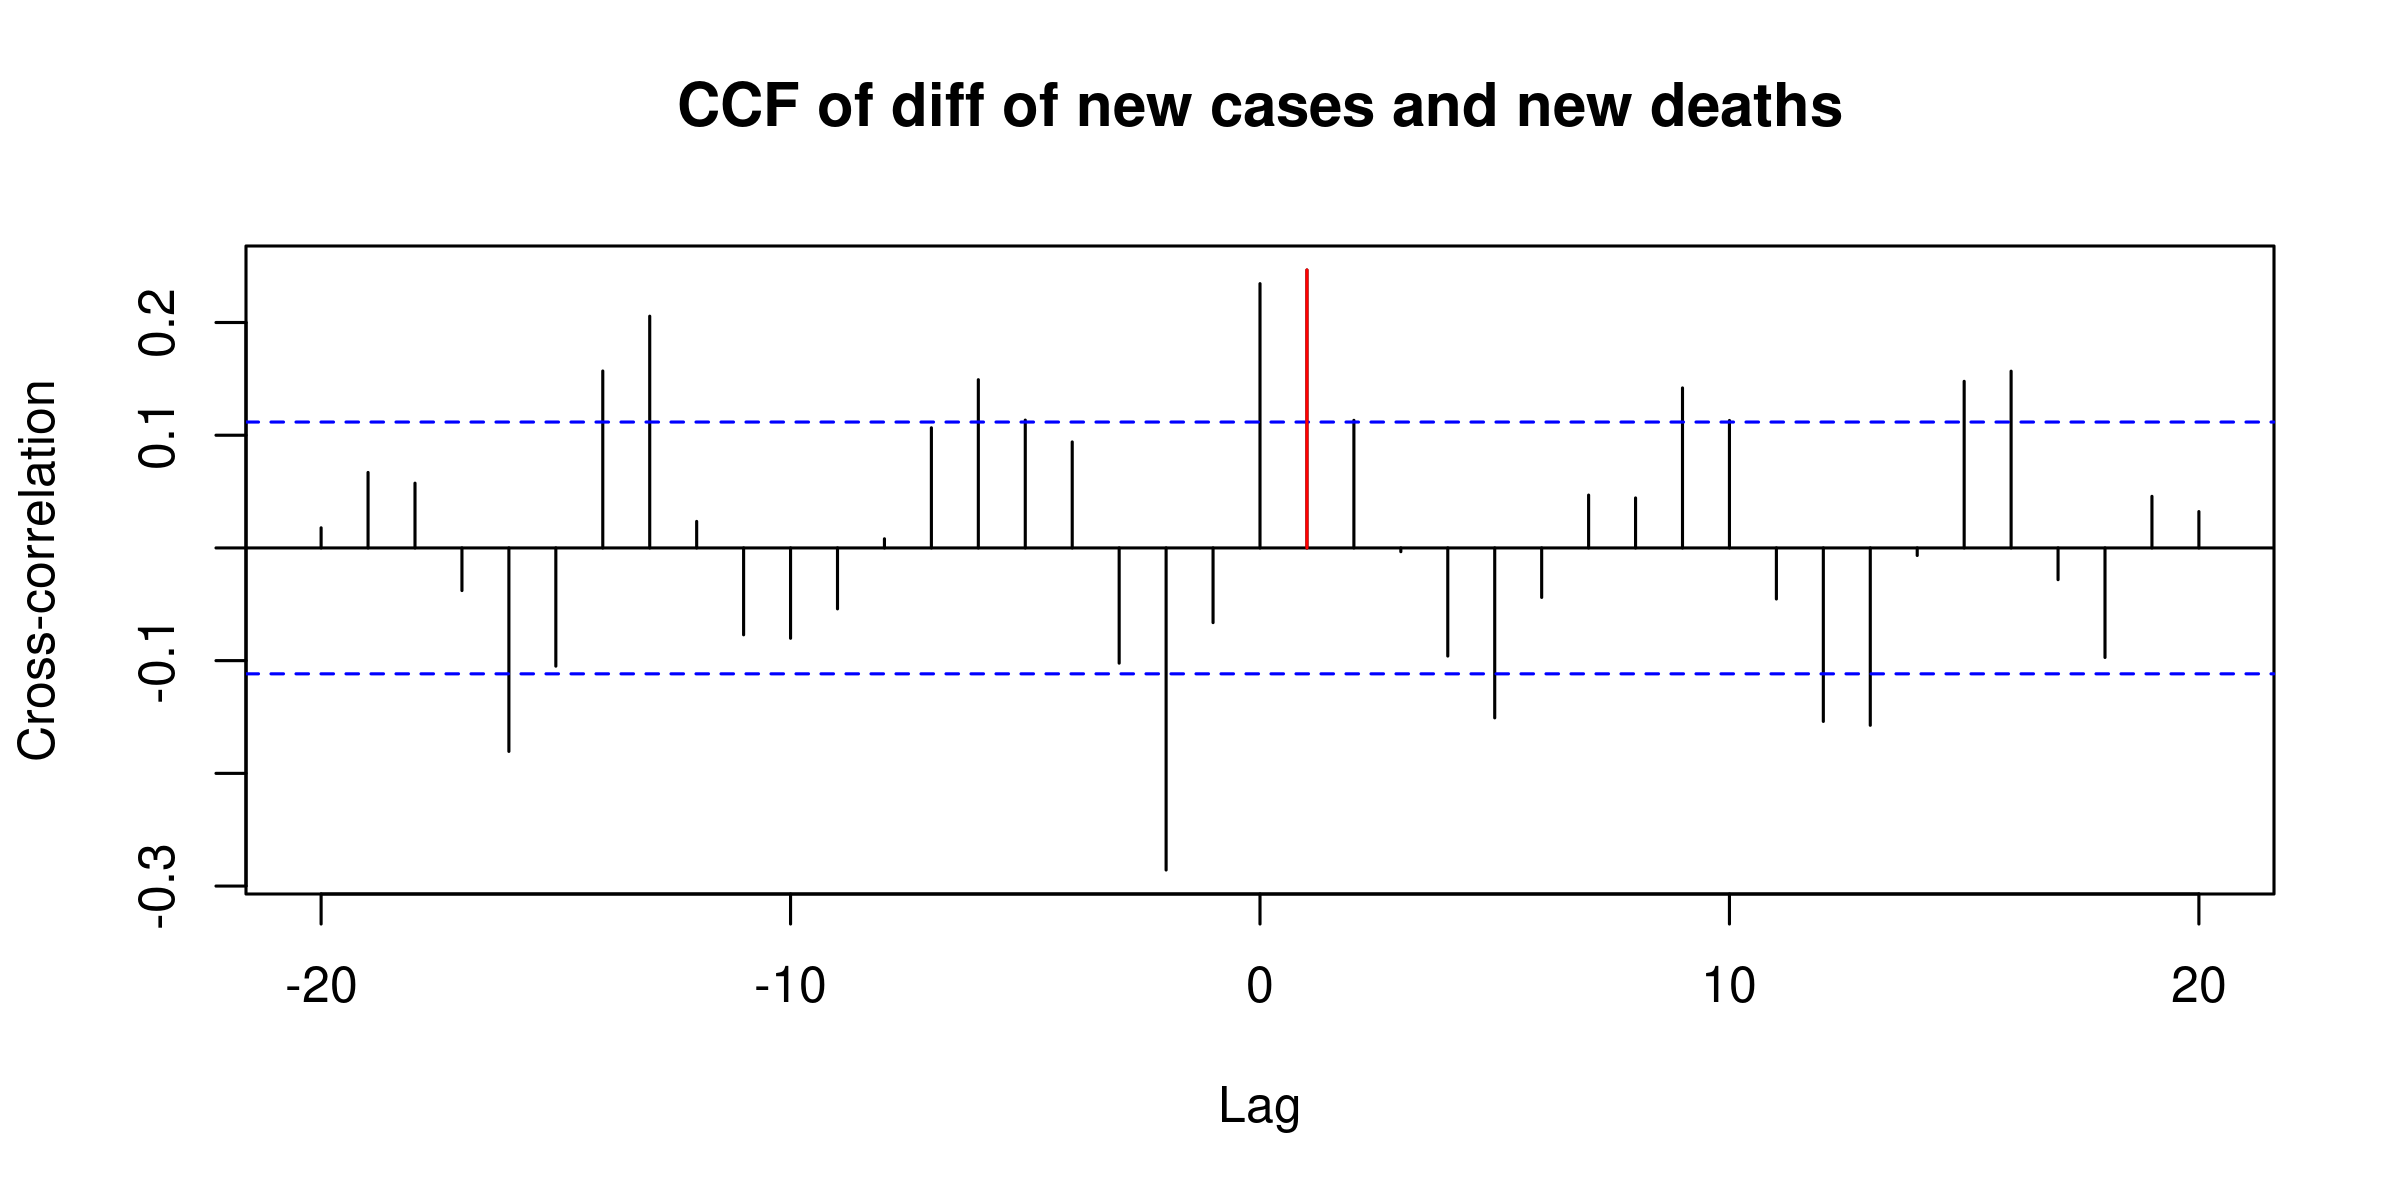 CCF of diff of new cases and new deaths
Cross-correlation
0.2
0.1
-0.1
-0.3
-20 -10 0 10 20
Lag